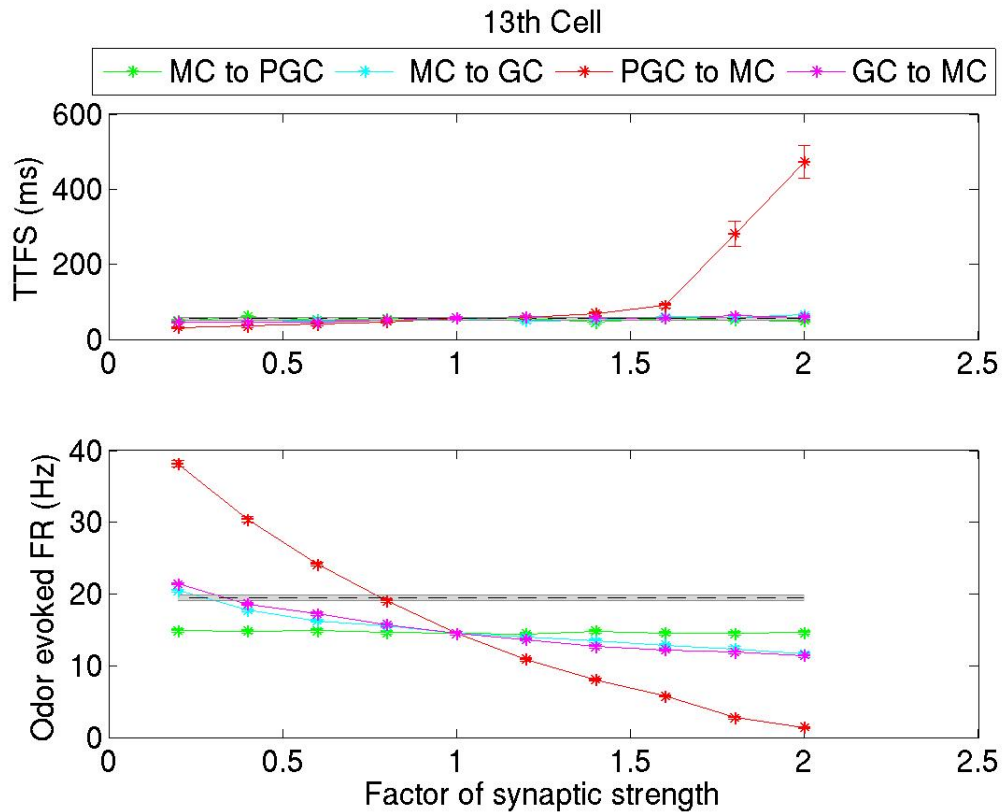 13th Cell
MC to PGC MC to GC PGC to MC GC to MC
600
400
200
0
TTFS (ms)
0 0.5 1 1.5 2 2.5
40
30
20
10
0
Odor evoked FR (Hz)
0 0.5 1 1.5 2 2.5
Factor of synaptic strength